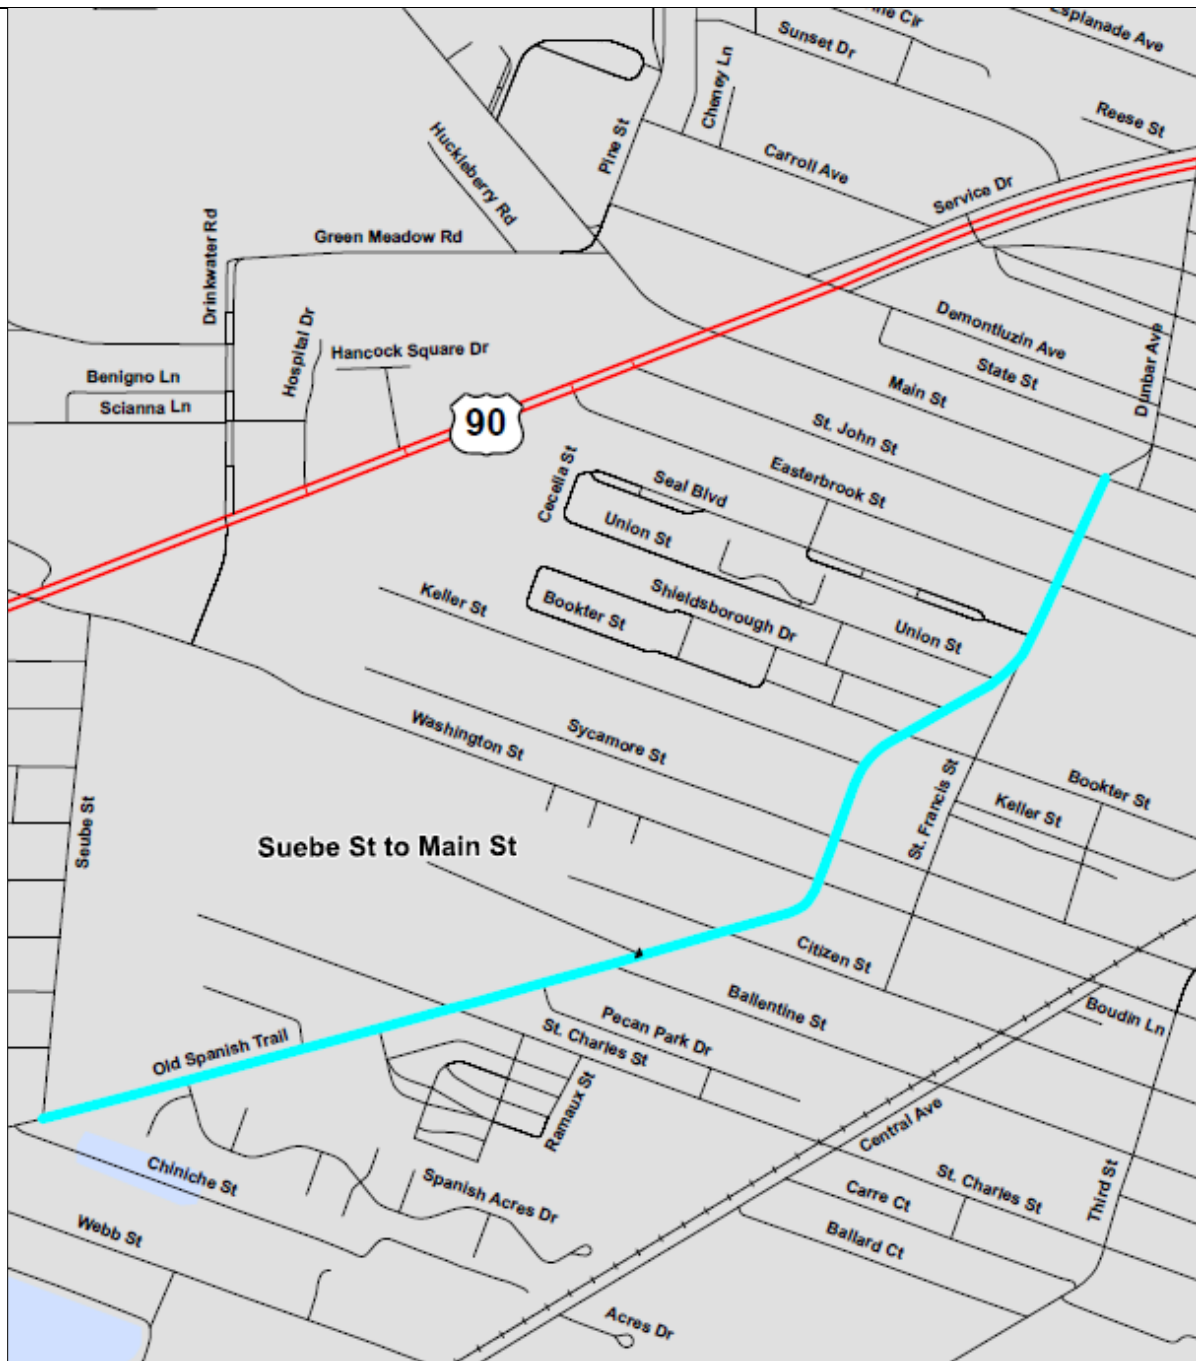 Esplanade Ave
Sunset Dr
Cheney Ln
Reese St
Pine St
Huckleberry Rd
Carroll Ave
Service Dr
Drinkwater Rd
Green Meadow Rd
Hospital Dr
Hancock Square Dr
Demontluzin Ave
State St
Dunbar Ave
Benigno Ln
Scianna Ln
Main St
90
St. John St
Easterbrook St
Cecelia St
Seal Blvd
Union St
Shieldsborough Dr
Keller St
Bookter St
Union St
Washington St
Sycamore St
Bookter St
Keller St
St. Francis St
Seube St
Suebe St to Main St
Citizen St
Ballentine St
Boudin Ln
Pecan Park Dr
St. Charles St
Old Spanish Trail
Ramaux St
Central Ave
Chiniche St
Spanish Acres Dr
St. Charles St
Carre Ct
Third St
Webb St
Ballard Ct
Acres Dr